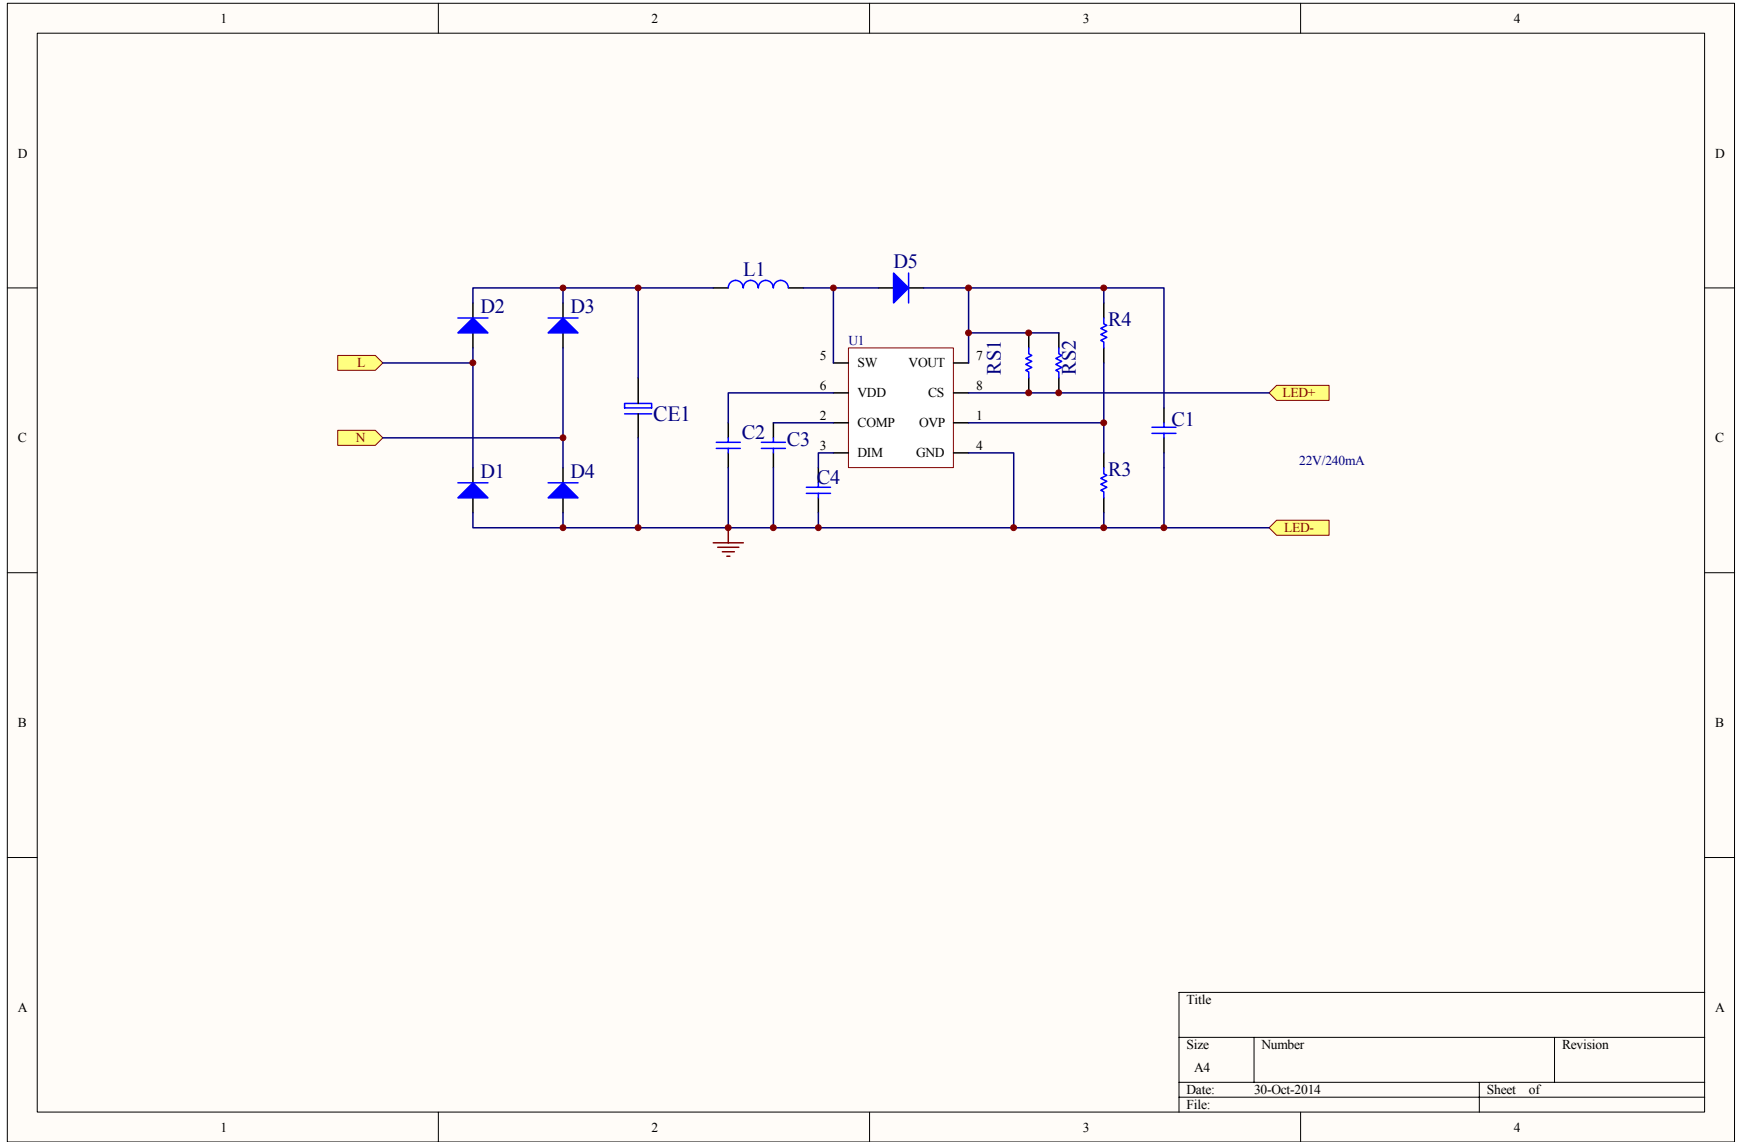 1 2 3 4
D D
D5
L1
D2 D3 R4
U1
L 5 SW VOUT 7 RS1 RS2
6 VDD CS 8 LED+
CE1
2 COMP OVP 1 C1
N C2 C3
C C
3 DIM GND 4
22V/240mA
D1 D4 C4 R3
LED-
B B
Title
A A
Size Number Revision
A4
Date: 30-Oct-2014 Sheet of
File:
1 2 3 4